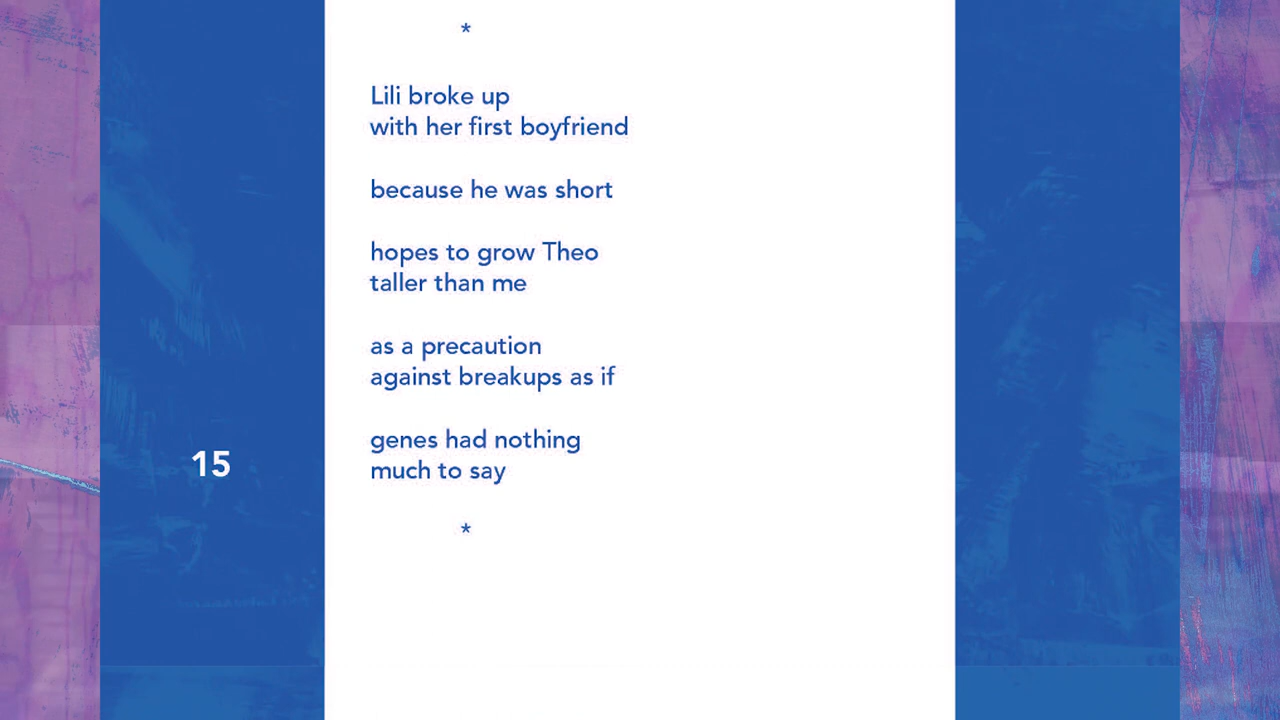 *
Lili broke up
with her first boyfriend
because he was short
hopes to grow Theo
taller than me
as a precaution
against breakups as if
genes had nothing
much to say
15
*